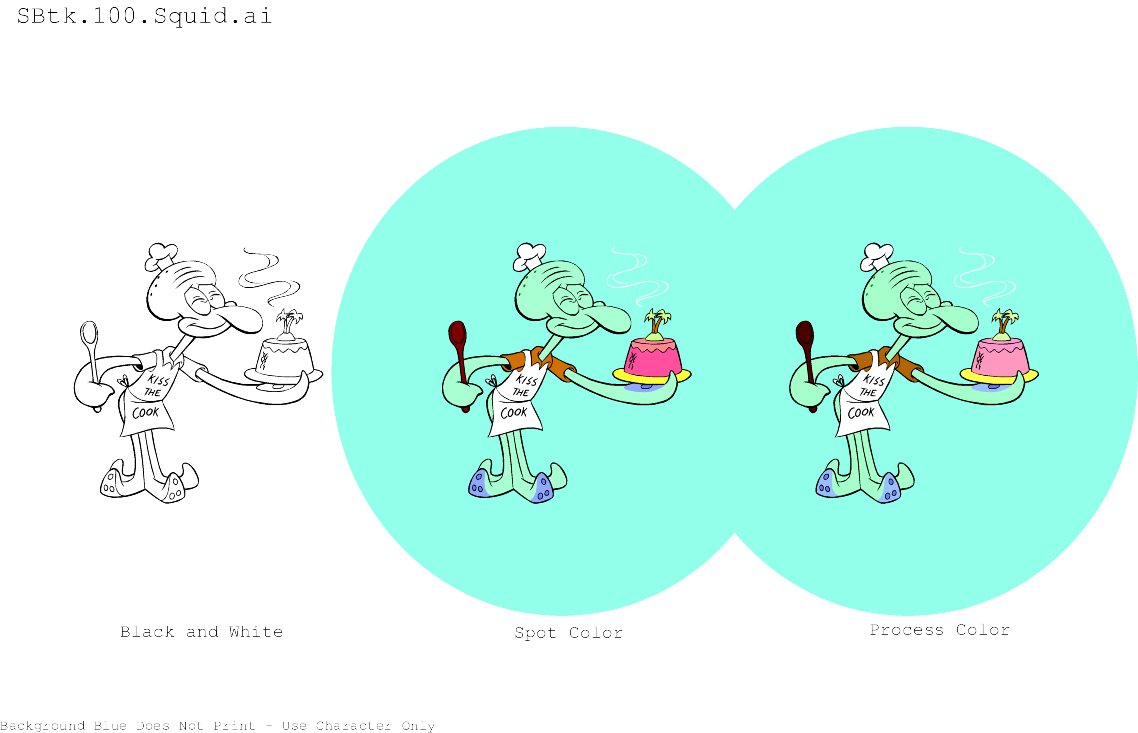 SBtk.100.Squid.ai
KISS
THE
COOK
KISS
THE
COOK
KISS
THE
COOK
Black and White
Spot Color
Process Color
Background Blue Does Not Print - Use Character Only